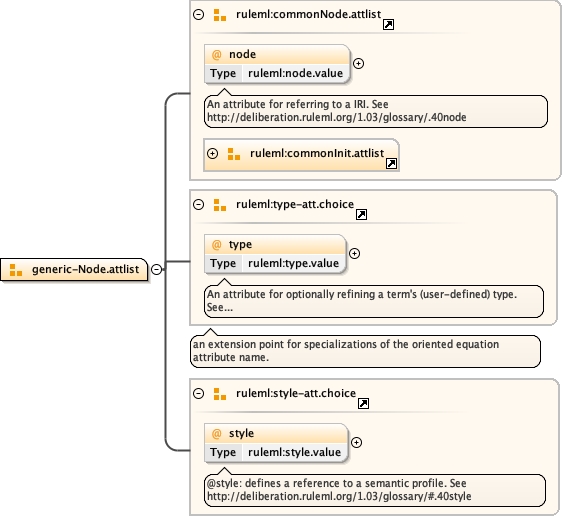 ruleml:commonNode.attlist
@ node
Type ruleml:node.value
An attribute for referring to a IRI. See
http://deliberation.ruleml.org/1.03/glossary/.40node
ruleml:commonInit.attlist
ruleml:type-att.choice
@ type
Type ruleml:type.value
generic-Node.attlist
An attribute for optionally refining a term's (user-defined) type.
See...
an extension point for specializations of the oriented equation
attribute name.
ruleml:style-att.choice
@ style
Type ruleml:style.value
@style: defines a reference to a semantic profile. See
http://deliberation.ruleml.org/1.03/glossary/#.40style